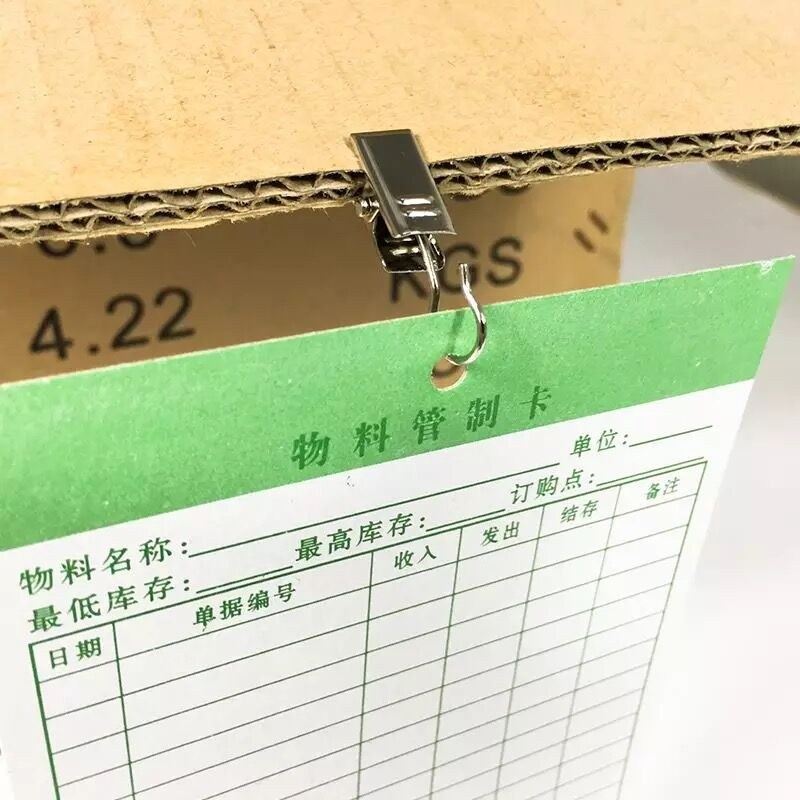 4.22 KGS
物料管制卡
物料名称: 单位:
最低库存: 最高库存: 订购点:
日期 单据编号 收入 发出 结存 备注